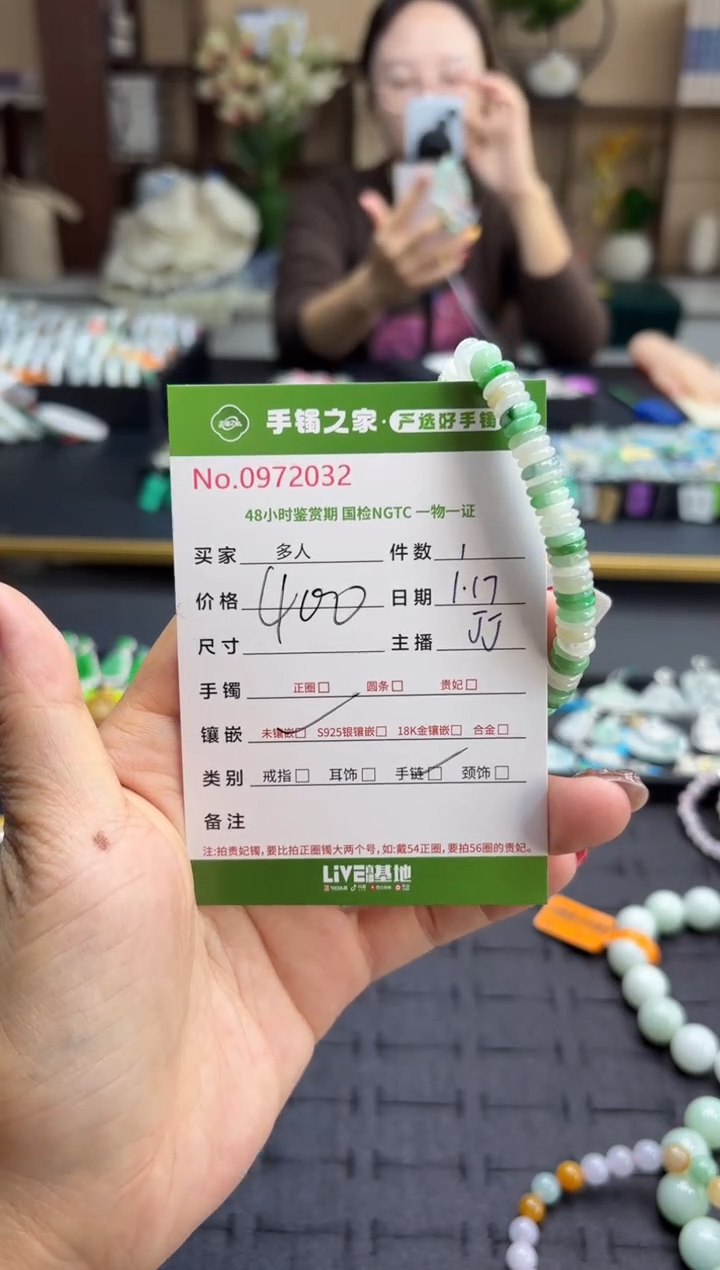 手镯之家·严选好手镯
No.0972032
48小时鉴赏期 国检NGTC 一物一证
买家 多人 件数 1
价格 400 日期 1.17
尺寸 主播 JJ
手镯 正圈□ 圆条□ 贵妃□
镶嵌 未镶嵌□ S925银镶嵌□ 18K金镶嵌□ 合金□
类别 戒指□ 耳饰□ 手链□ 颈饰□
备注
注:拍贵妃镯,要比拍正圈镯大两个号,如:戴54正圈,要拍56圈的贵妃。
LIVE基地